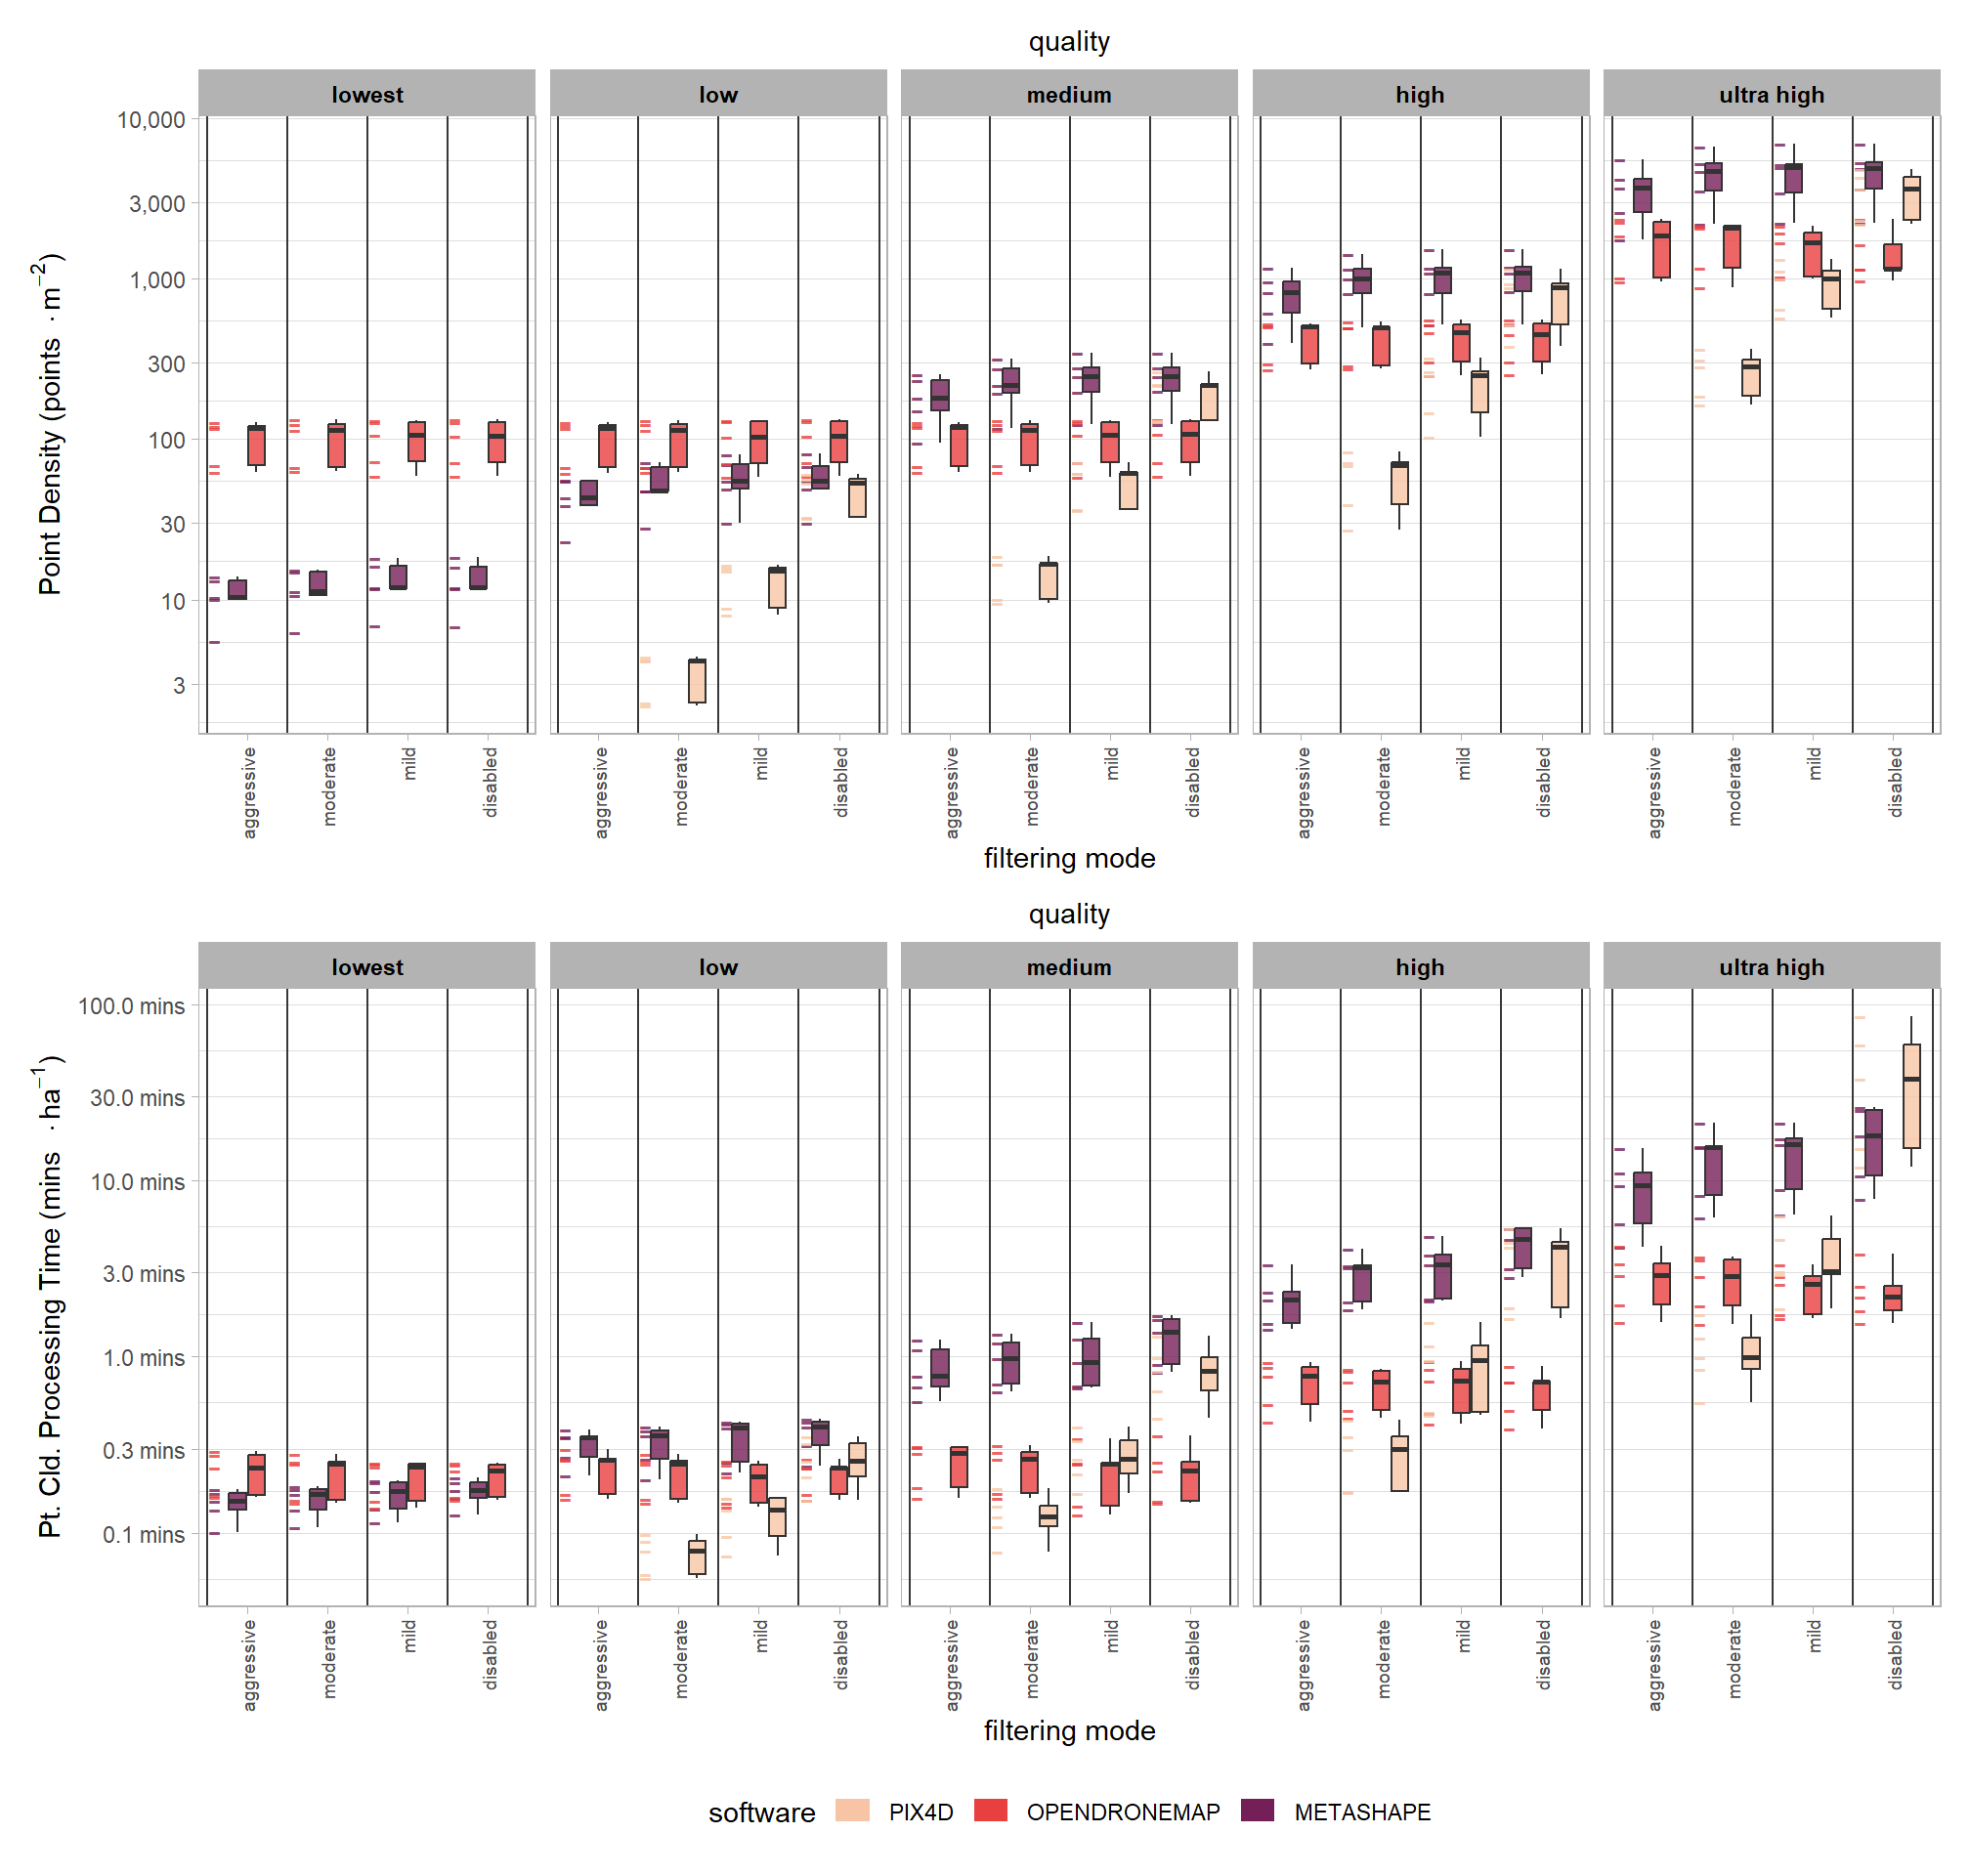 quality
lowest low medium high ultra high
Point Density (points · m−2)
10,000
3,000
1,000
300
100
30
10
3
aggressive moderate mild disabled aggressive moderate mild disabled aggressive moderate mild disabled aggressive moderate mild disabled aggressive moderate mild disabled
filtering mode
quality
lowest low medium high ultra high
Pt. Cld. Processing Time (mins · ha−1)
100.0 mins
30.0 mins
10.0 mins
3.0 mins
1.0 mins
0.3 mins
0.1 mins
aggressive moderate mild disabled aggressive moderate mild disabled aggressive moderate mild disabled aggressive moderate mild disabled aggressive moderate mild disabled
filtering mode
software PIX4D OPENDRONEMAP METASHAPE